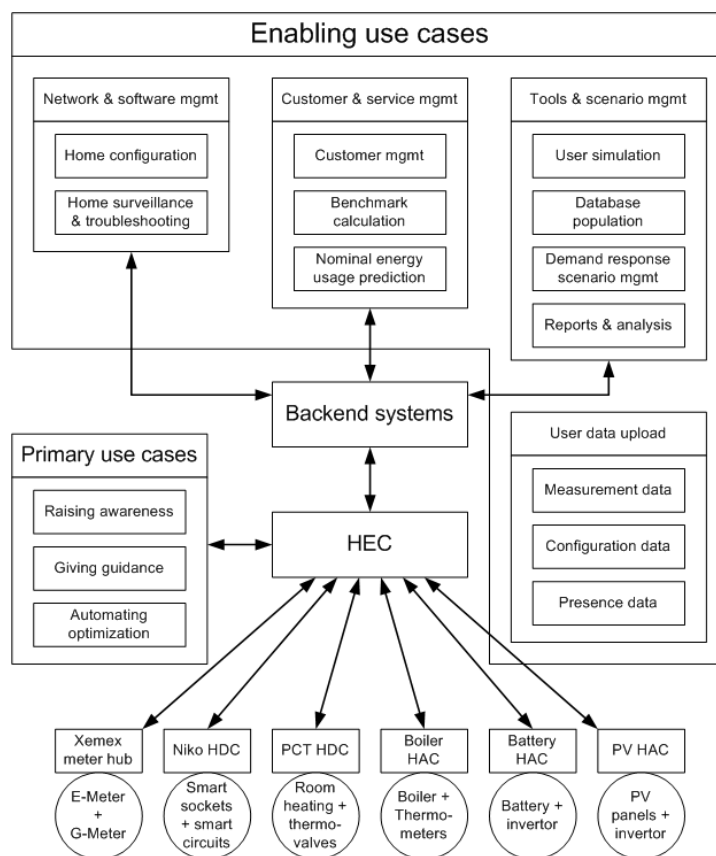 Enabling use cases
Network & software mgmt
Home configuration
Home surveillance
& troubleshooting
Customer & service mgmt
Customer mgmt
Benchmark
calculation
Nominal energy
usage prediction
Tools & scenario mgmt
User simulation
Database
population
Demand response
scenario mgmt
Reports & analysis
Backend systems
User data upload
Measurement data
Configuration data
Presence data
Primary use cases
Raising awareness
Giving guidance
Automating
optimization
HEC
Xemex
meter hub
Niko HDC
PCT HDC
Boiler
HAC
Battery
HAC
PV HAC
E-Meter
+
G-Meter
Smart
sockets
+ smart
circuits
Room
heating +
thermo-
valves
Boiler +
Thermo-
meters
Battery +
invertor
PV
panels +
invertor